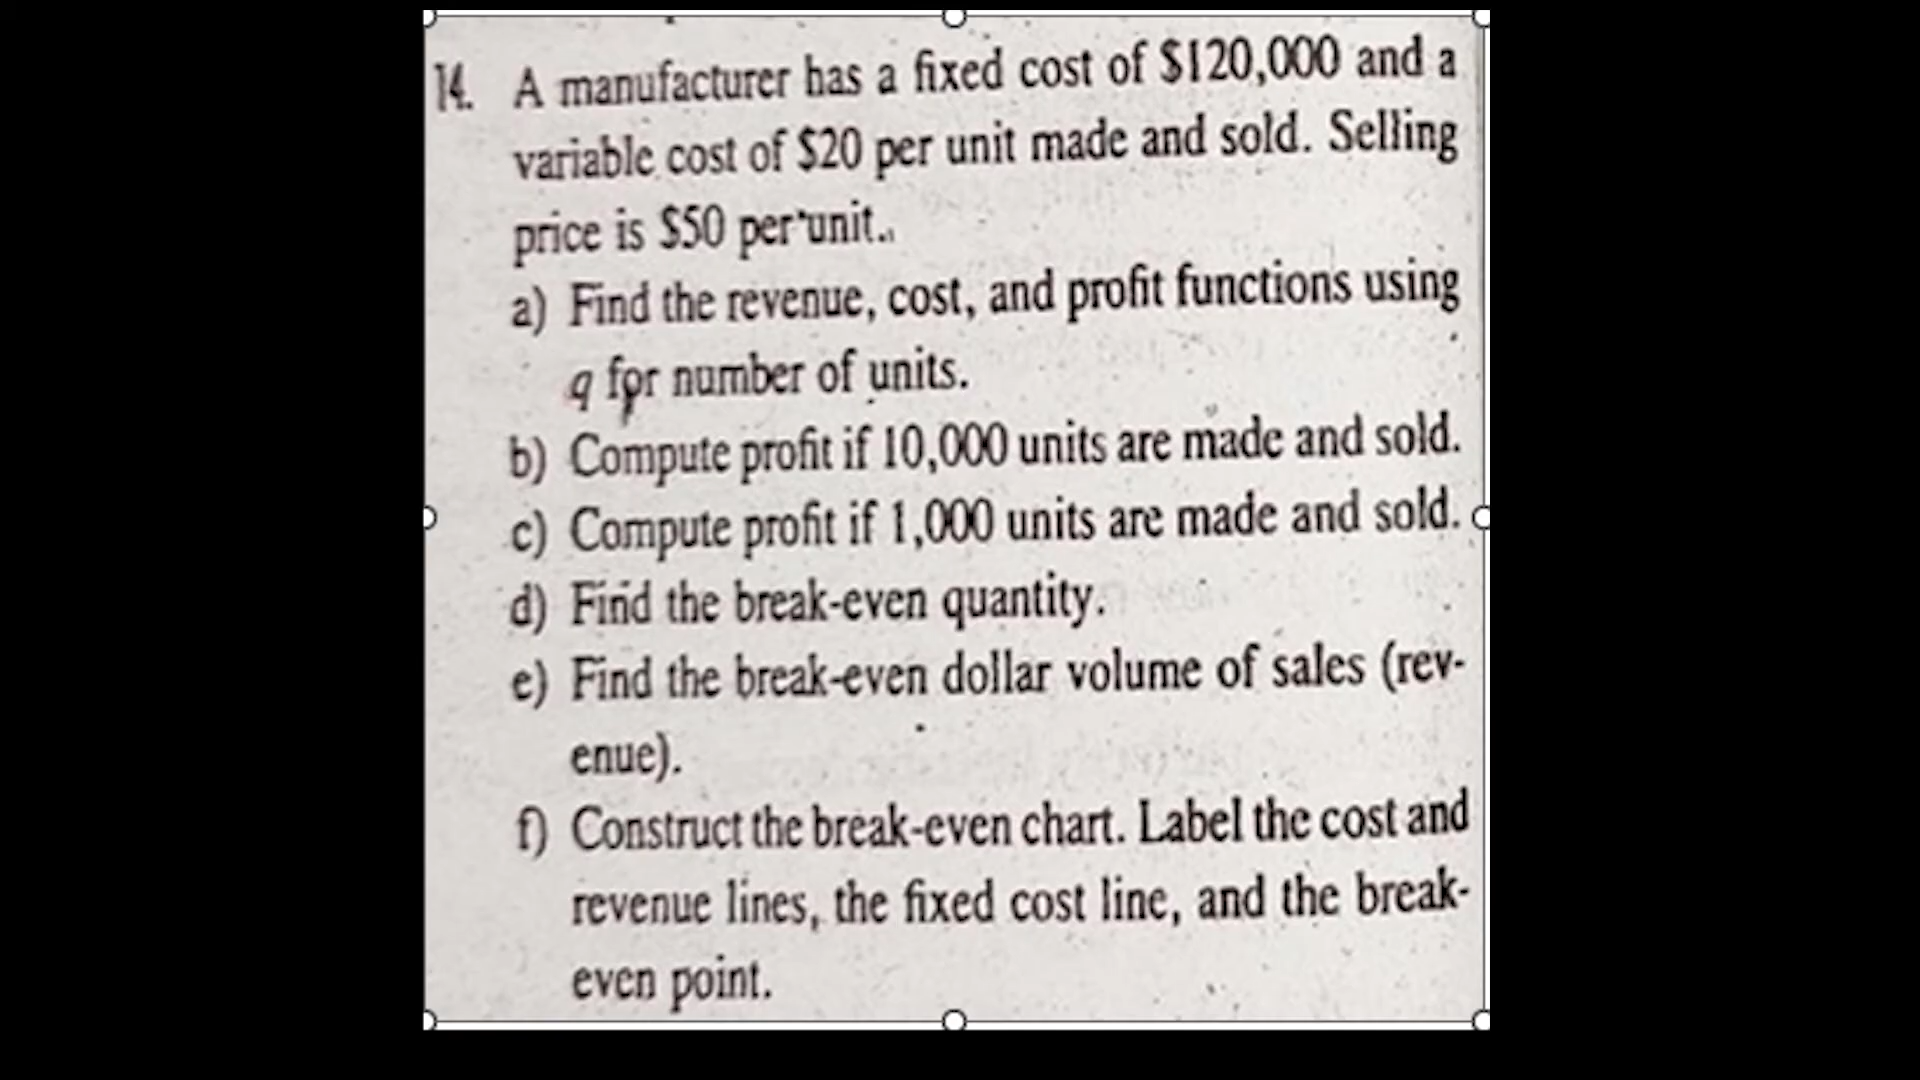 14. A manufacturer has a fixed cost of $120,000 and a
variable cost of $20 per unit made and sold. Selling
price is $50 per unit.
a) Find the revenue, cost, and profit functions using
q for number of units.
b) Compute profit if 10,000 units are made and sold.
c) Compute profit if 1,000 units are made and sold.
d) Find the break-even quantity.
e) Find the break-even dollar volume of sales (rev-
enue).
f) Construct the break-even chart. Label the cost and
revenue lines, the fixed cost line, and the break-
even point.